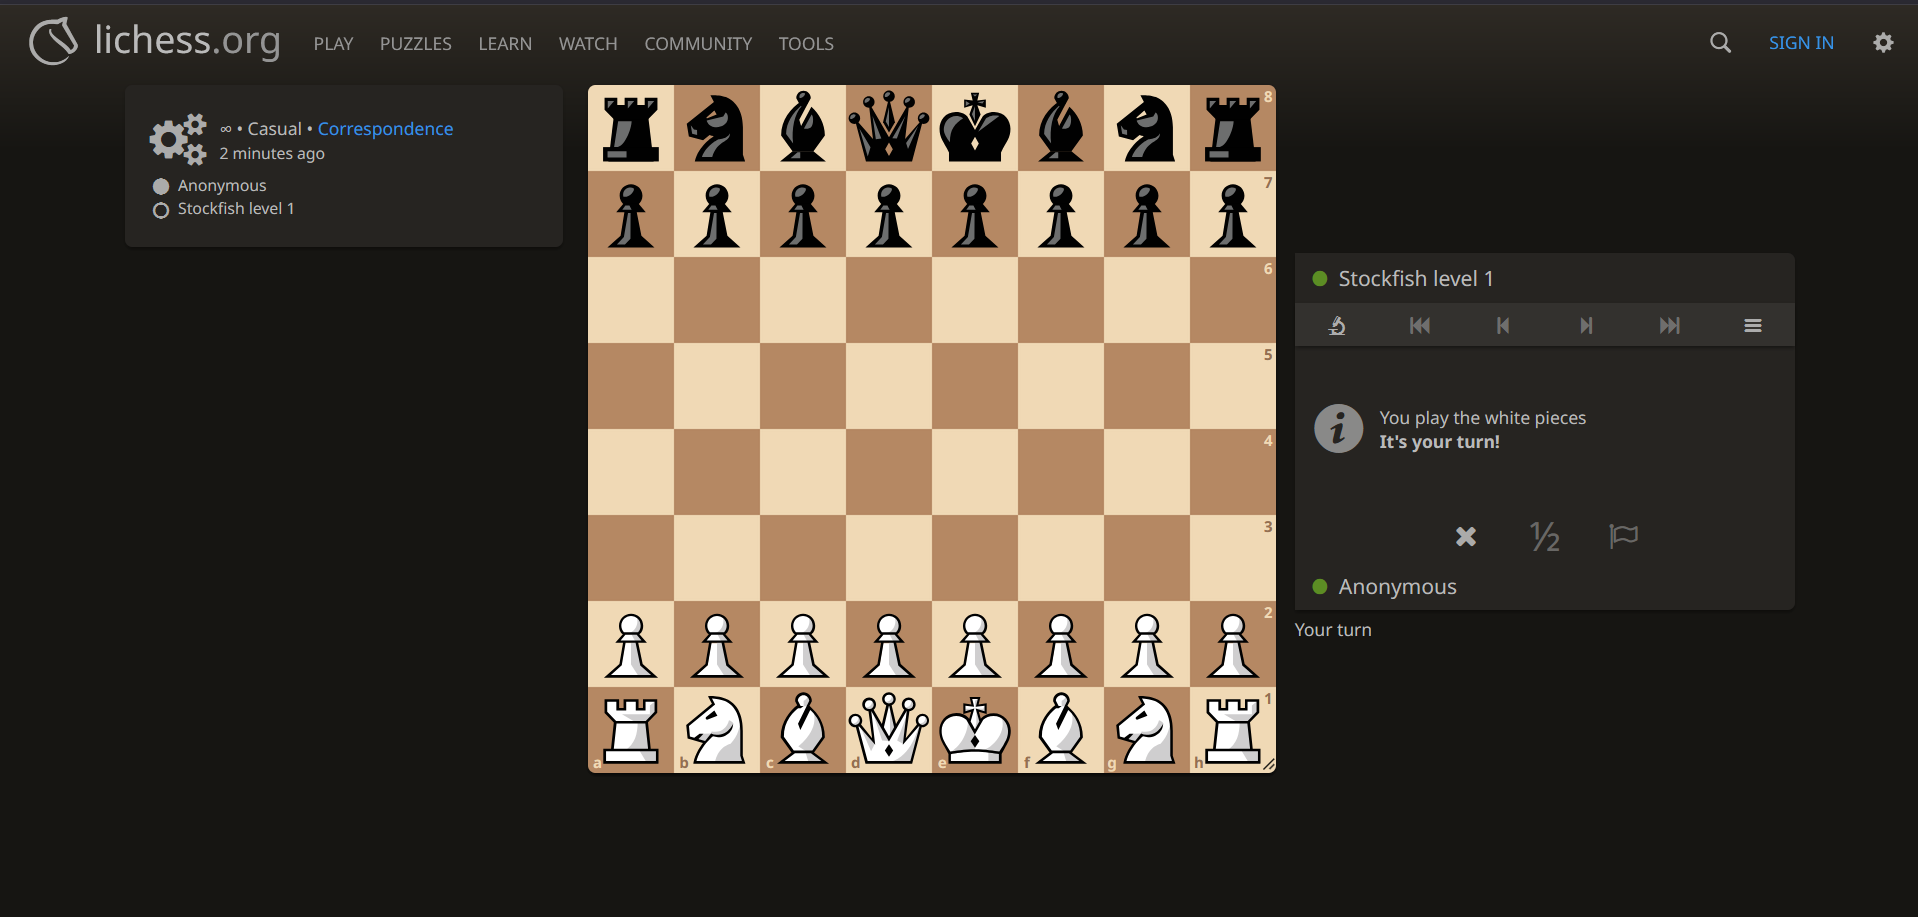 lichess.org PLAY PUZZLES LEARN WATCH COMMUNITY TOOLS SIGN IN
∞ • Casual • Correspondence
2 minutes ago
Anonymous
Stockfish level 1
8
7
6
5
4
3
2
1
a b c d e f g h
Stockfish level 1
You play the white pieces
It's your turn!
½
Anonymous
Your turn